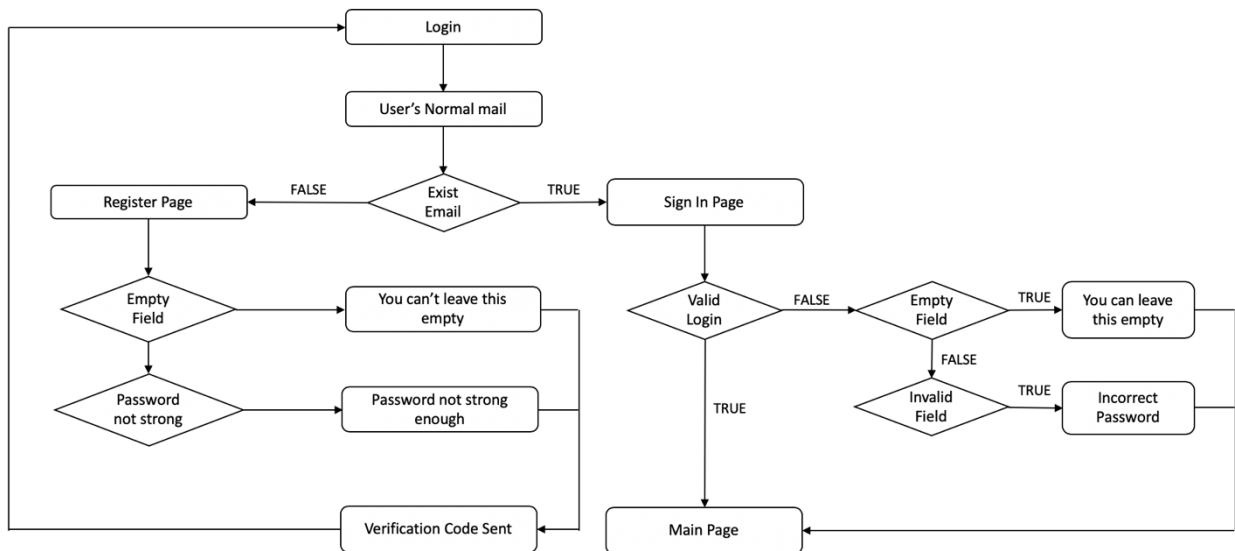 Login
User's Normal mail
FALSE
Exist
Email
TRUE
Register Page
Sign In Page
Empty
Field
You can't leave this
empty
Valid
Login
FALSE
Empty
Field
TRUE
You can leave
this empty
FALSE
Password
not strong
Password not strong
enough
TRUE
Invalid
Field
TRUE
Incorrect
Password
Verification Code Sent
Main Page